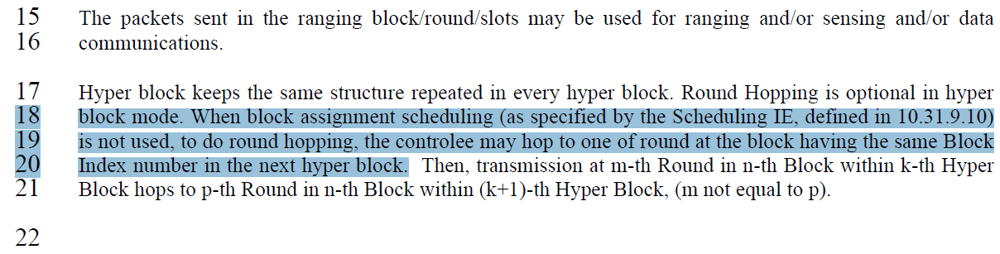 15 The packets sent in the ranging block/round/slots may be used for ranging and/or sensing and/or data
16 communications.
17 Hyper block keeps the same structure repeated in every hyper block. Round Hopping is optional in hyper
18 block mode. When block assignment scheduling (as specified by the Scheduling IE, defined in 10.31.9.10)
19 is not used, to do round hopping, the controlee may hop to one of round at the block having the same Block
20 Index number in the next hyper block. Then, transmission at m-th Round in n-th Block within k-th Hyper
21 Block hops to p-th Round in n-th Block within (k+1)-th Hyper Block, (m not equal to p).
22